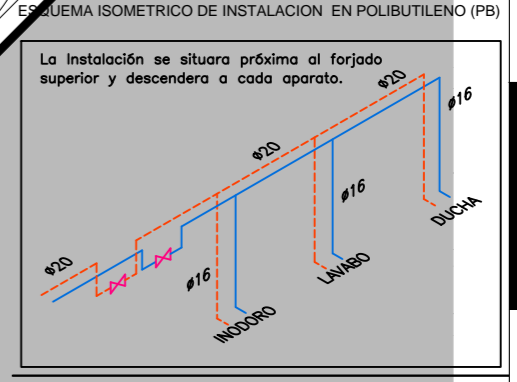 ESQUEMA ISOMETRICO DE INSTALACION EN POLIBUTILENO (PB)
La Instalación se situara próxima al forjado
superior y descendera a cada aparato.
ø20
ø16
ø20
ø16
DUCHA
ø20
LAVABO
ø16
INODORO